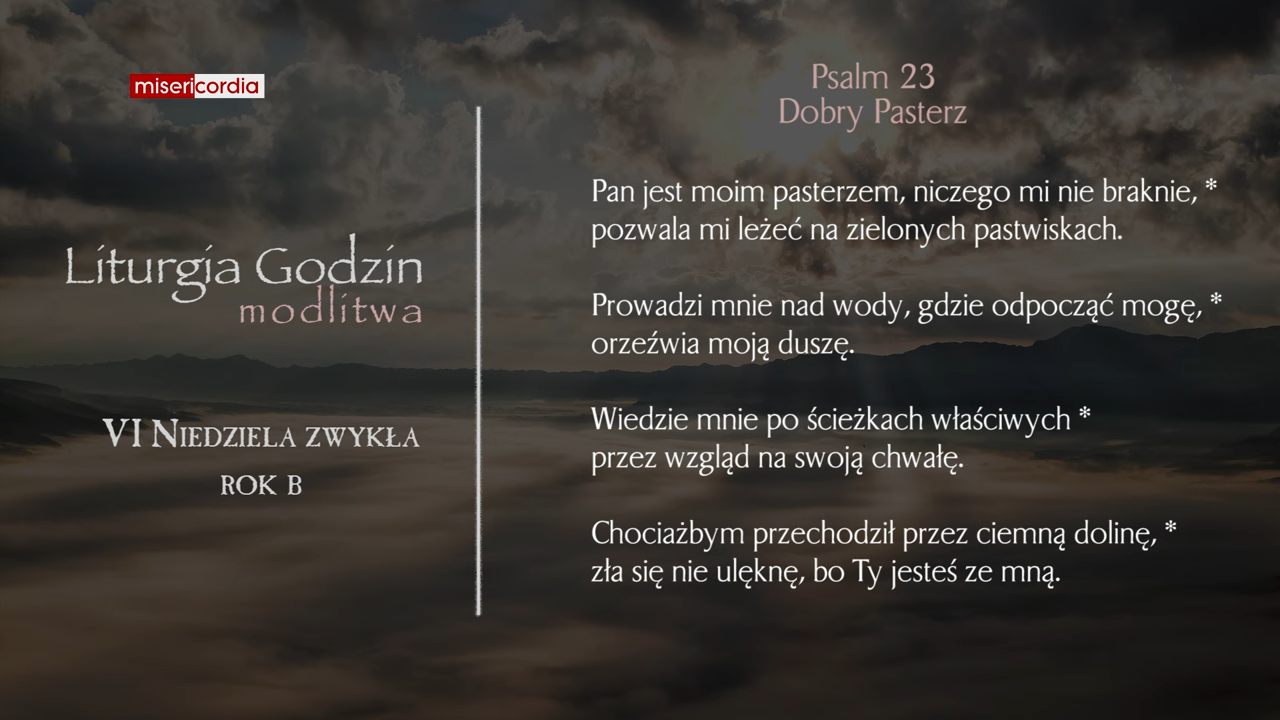 misericordia
Liturgia Godzin
modlitwa
VI Niedziela zwykła
rok B
Psalm 23
Dobry Pasterz
Pan jest moim pasterzem, niczego mi nie braknie, *
pozwala mi leżeć na zielonych pastwiskach.
Prowadzi mnie nad wody, gdzie odpocząć mogę, *
orzeźwia moją duszę.
Wiedzie mnie po ścieżkach właściwych *
przez wzgląd na swoją chwałę.
Chociażbym przechodził przez ciemną dolinę, *
zła się nie ulęknę, bo Ty jesteś ze mną.